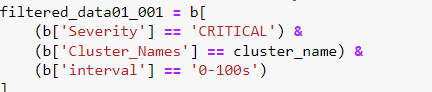 filtered_data01_001 = b[
    (b['Severity'] == 'CRITICAL') &
    (b['Cluster_Names'] == cluster_name) &
    (b['interval'] == '0-100s')
]